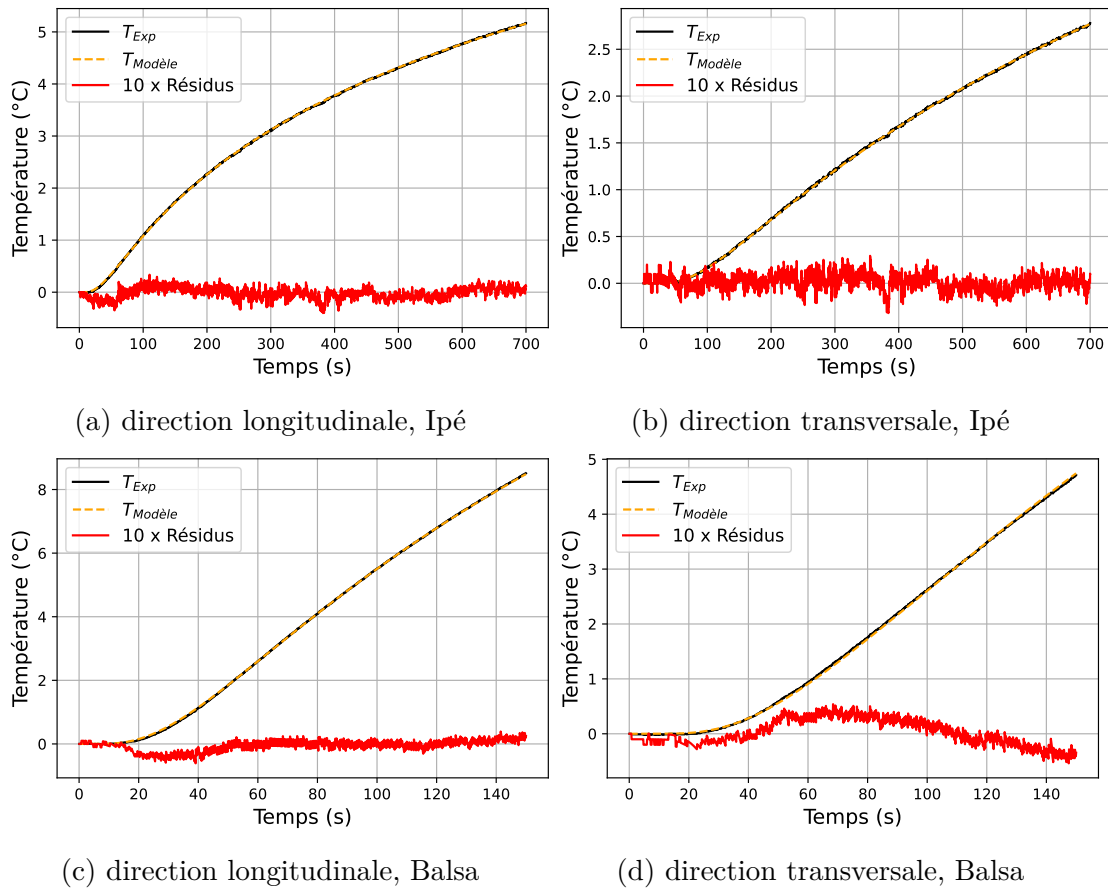 T_Exp
T_Modèle
10 x Résidus
Température (°C)
5
4
3
2
1
0
0 100 200 300 400 500 600 700
Temps (s)
(a) direction longitudinale, Ipé
T_Exp
T_Modèle
10 x Résidus
Température (°C)
2.5
2.0
1.5
1.0
0.5
0.0
0 100 200 300 400 500 600 700
Temps (s)
(b) direction transversale, Ipé
T_Exp
T_Modèle
10 x Résidus
Température (°C)
8
6
4
2
0
0 20 40 60 80 100 120 140
Temps (s)
(c) direction longitudinale, Balsa
T_Exp
T_Modèle
10 x Résidus
Température (°C)
5
4
3
2
1
0
0 20 40 60 80 100 120 140
Temps (s)
(d) direction transversale, Balsa